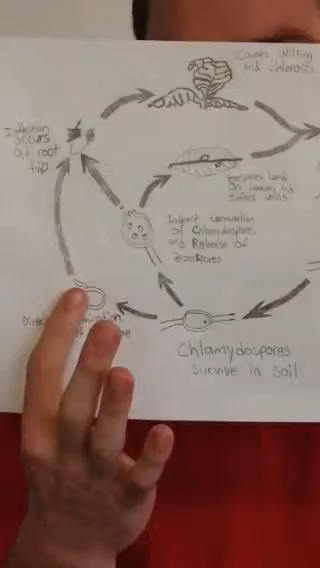 Causes Wilting
and Chlorosis
Infection
occurs
at root
tip
Zoospores land
on leaves and
infect veins
Indirect Germination
of Chlamydospores
and Release of
Zoospores
of
Chlamydospores
survive in soil